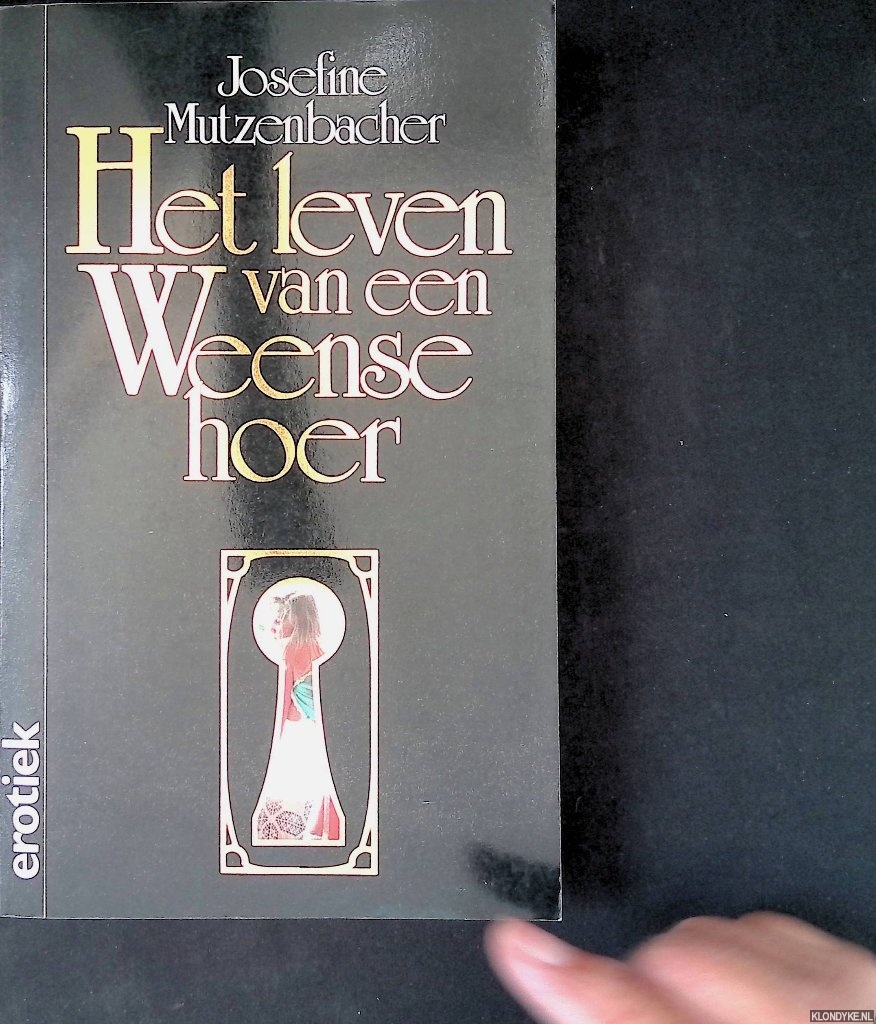 Josefine
Mutzenbacher
Het leven
van een
Weense
hoer
erotiek
KLONDYKE.NL